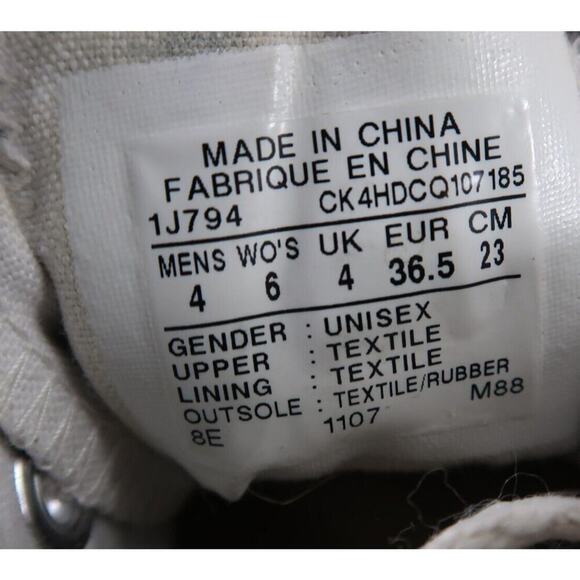 MADE IN CHINA
FABRIQUE EN CHINE
1J794 CK4HDCQ107185
MENS WO'S UK EUR CM
4 6 4 36.5 23
GENDER : UNISEX
UPPER : TEXTILE
LINING : TEXTILE
OUTSOLE : TEXTILE/RUBBER
8E 1107 M88